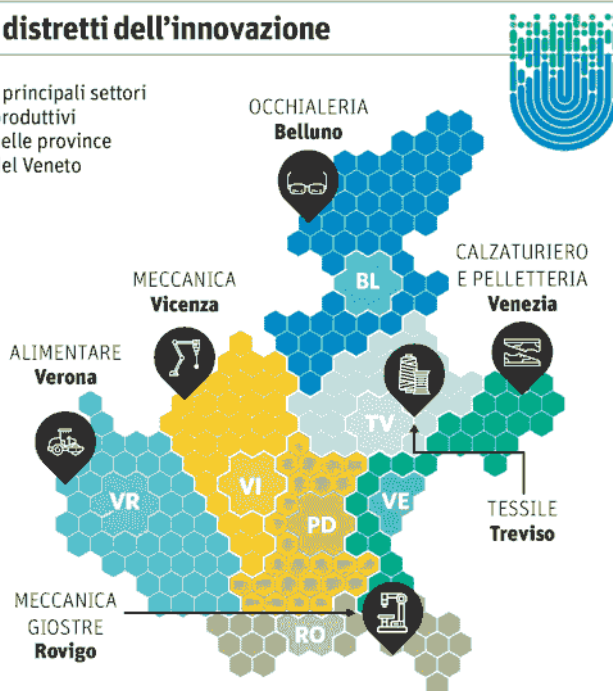 distretti dell'innovazione
principali settori
roduttivi
elle province
el Veneto
OCCHIALERIA
Belluno
CALZATURIERO
E PELLETTERIA
Venezia
MECCANICA
Vicenza
ALIMENTARE
Verona
BL
TV
VI
VR
PD
VE
TESSILE
Treviso
MECCANICA
GIOSTRE
Rovigo
RO